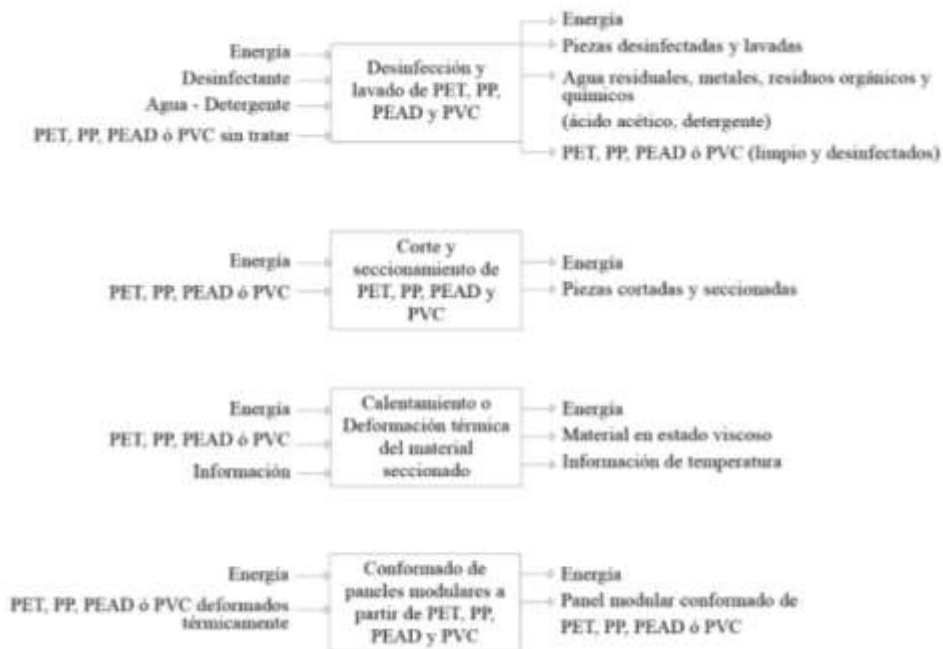 Energía
Desinfectante
Agua - Detergente
PET, PP, PEAD ó PVC sin tratar
Desinfección y
lavado de PET, PP,
PEAD y PVC
Energía
Piezas desinfectadas y lavadas
Agua residuales, metales, residuos orgánicos y
químicos
(ácido acético, detergente)
PET, PP, PEAD ó PVC (limpio y desinfectados)
Energía
PET, PP, PEAD ó PVC
Corte y
seccionamiento de
PET, PP, PEAD y
PVC
Energía
Piezas cortadas y seccionadas
Energía
PET, PP, PEAD ó PVC
Información
Calentamiento o
Deformación térmica
del material
seccionado
Energía
Material en estado viscoso
Información de temperatura
Energía
PET, PP, PEAD ó PVC deformados
térmicamente
Conformado de
paneles modulares a
partir de PET, PP,
PEAD y PVC
Energía
Panel modular conformado de
PET, PP, PEAD ó PVC